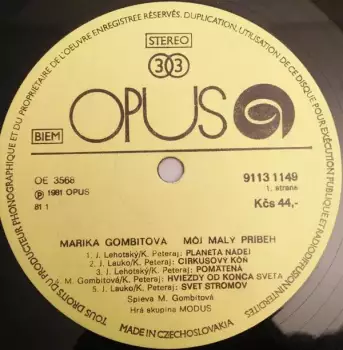 TOUS DROITS DU PRODUCTEUR PHONOGRAPHIQUE ET DU PROPRIETAIRE DE L'OEUVRE ENREGISTREE RÉSERVÉS. DUPLICATION, UTILISATION DE CE DISQUE POUR EXÉCUTION PUBLIQUE ET RADIODIFFUSION INTERDITES
STEREO
33
OPUS
BIEM
OE 3568
Ⓟ 1981 OPUS
81 1
9113 1149
1. strana
Kčs 44,-
MARIKA GOMBITOVÁ MÔJ MALÝ PRÍBEH
1. J. Lehotský/K. Peteraj: PLANÉTA NÁDEJ
2. J. Lauko/K. Peteraj: CIRKUSOVÝ KÔŇ
3. J. Lehotský/K. Peteraj: POMÄTENÁ
4. M. Gombitová/K. Peteraj: HVIEZDY OD KONCA SVETA
5. J. Lauko/K. Peteraj: SVET STROMOV
Spieva M. Gombitová
Hrá skupina MODUS
MADE IN CZECHOSLOVAKIA